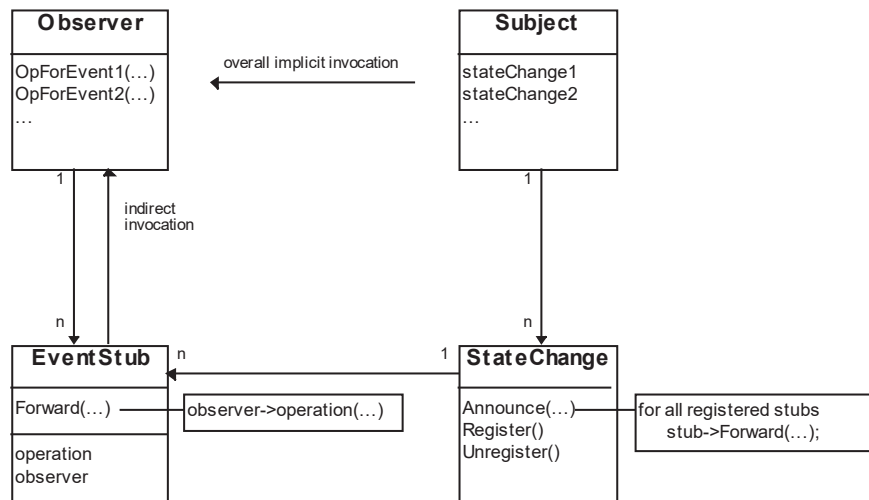 Observer
OpForEvent1(…)
OpForEvent2(…)
…
overall implicit invocation
Subject
stateChange1
stateChange2
…
1
indirect
invocation
1
n
n
EventStub
Forward(…)
operation
observer
observer->operation(…)
n
1
StateChange
Announce(…)
Register()
Unregister()
for all registered stubs
stub->Forward(…);